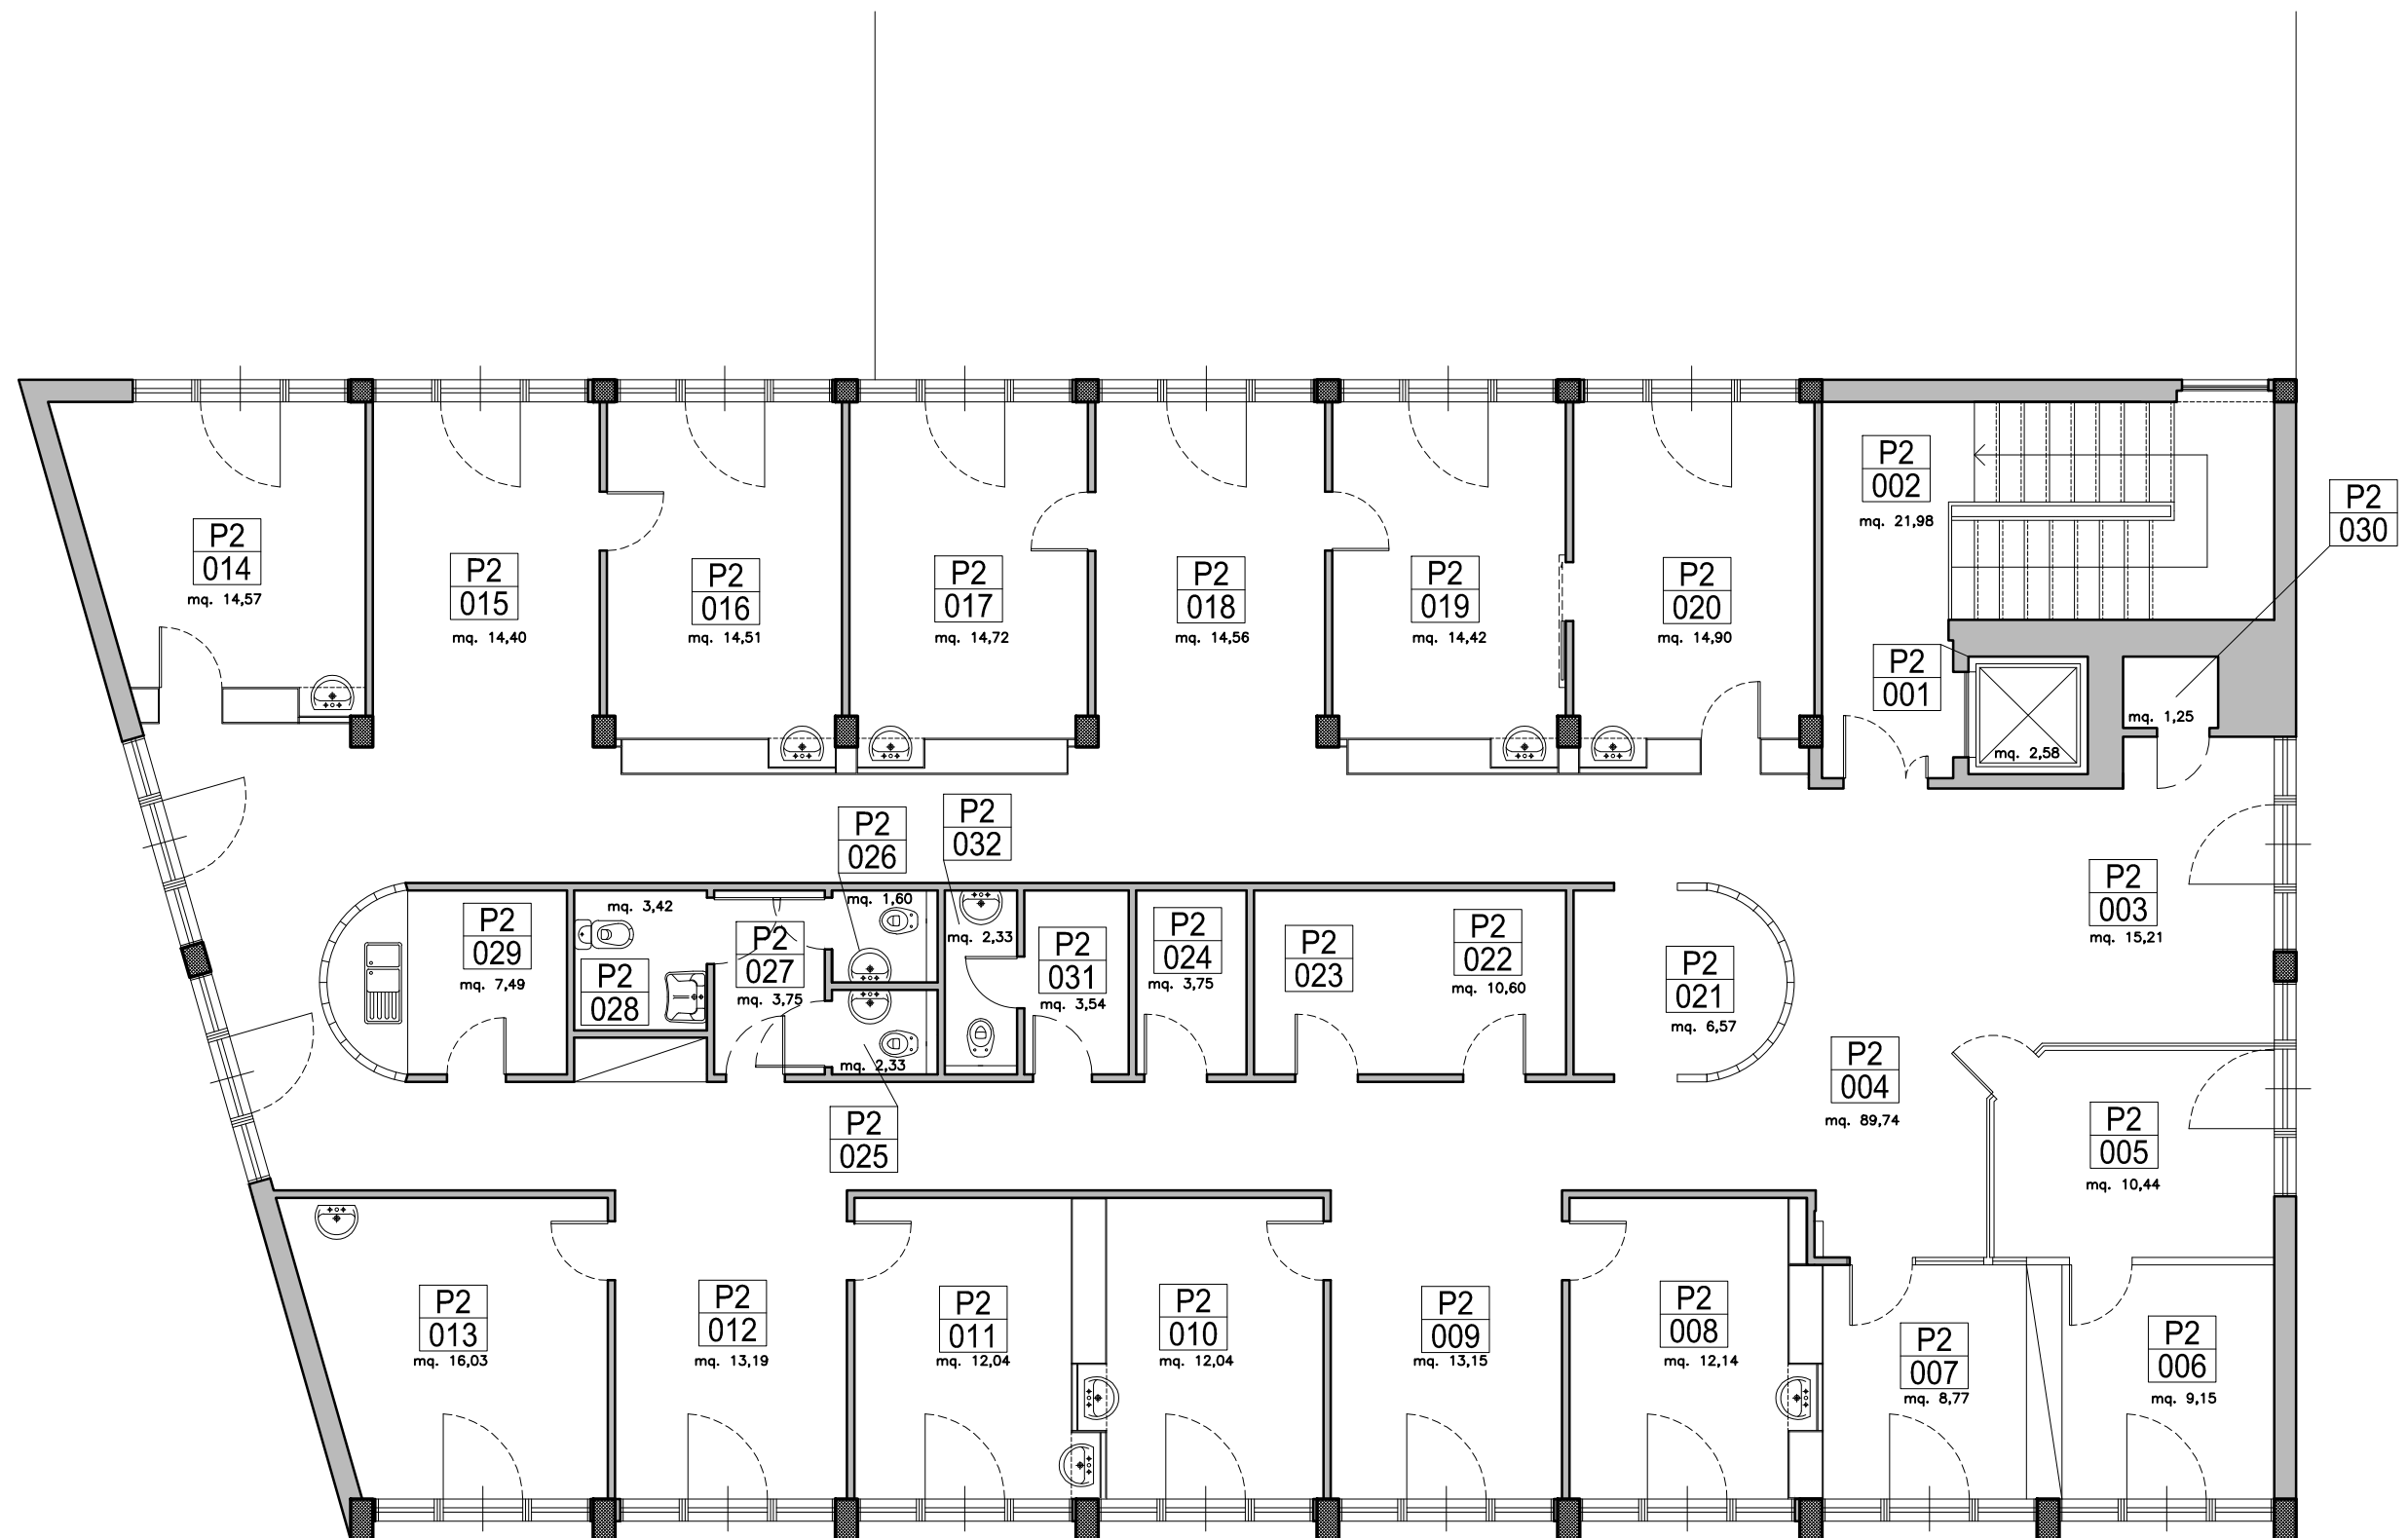 P2
002
mq. 21,98
P2
030
P2
014
mq. 14,57
P2
015
mq. 14,40
P2
016
mq. 14,51
P2
017
mq. 14,72
P2
018
mq. 14,56
P2
019
mq. 14,42
P2
020
mq. 14,90
P2
001
mq. 1,25
mq. 2,58
P2
026
P2
032
P2
029
mq. 7,49
mq. 3,42
P2
028
P2
027
mq. 3,75
mq. 1,60
mq. 2,33
mq. 2,33
P2
031
mq. 3,54
P2
024
mq. 3,75
P2
023
P2
022
mq. 10,60
P2
021
mq. 6,57
P2
003
mq. 15,21
P2
004
mq. 89,74
P2
005
mq. 10,44
P2
025
P2
013
mq. 16,03
P2
012
mq. 13,19
P2
011
mq. 12,04
P2
010
mq. 12,04
P2
009
mq. 13,15
P2
008
mq. 12,14
P2
007
mq. 8,77
P2
006
mq. 9,15